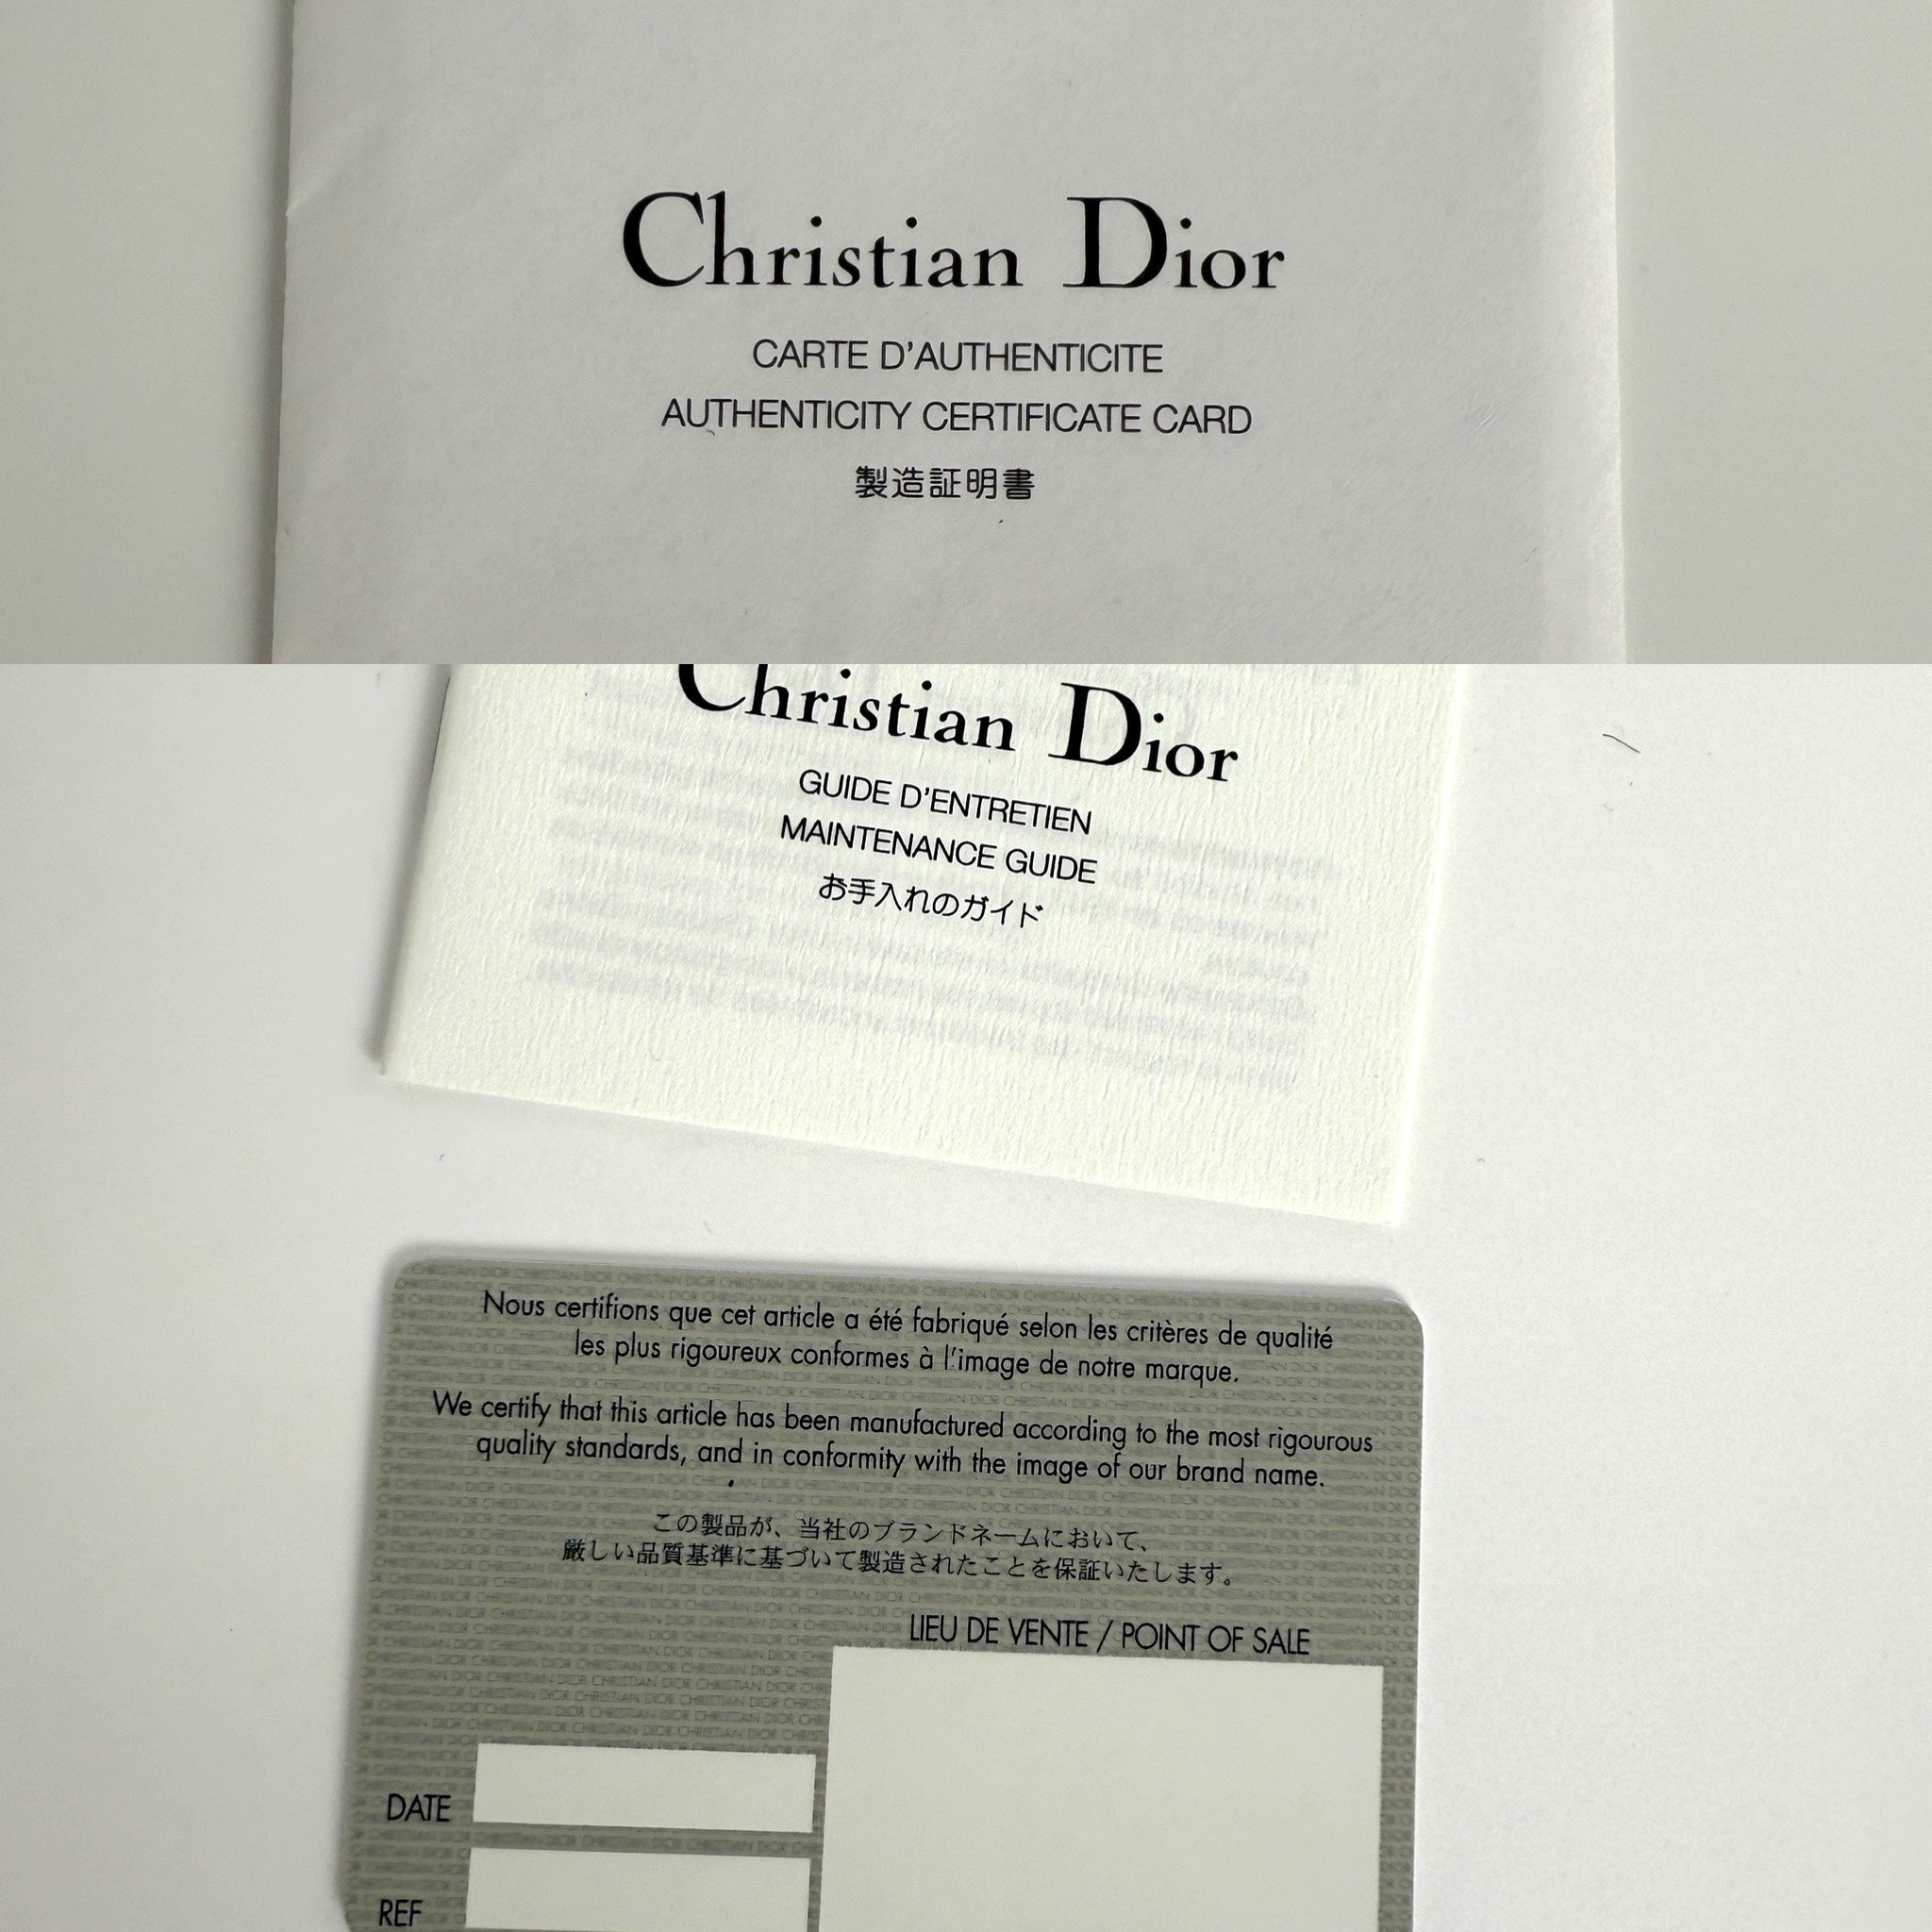 Christian Dior
CARTE D'AUTHENTICITE
AUTHENTICITY CERTIFICATE CARD
製造証明書
Christian Dior
GUIDE D'ENTRETIEN
MAINTENANCE GUIDE
お手入れのガイド
Nous certifions que cet article a été fabriqué selon les critères de qualité
les plus rigoureux conformes à l'image de notre marque.
We certify that this article has been manufactured according to the most rigourous
quality standards, and in conformity with the image of our brand name.
この製品が、当社のブランドネームにおいて、
厳しい品質基準に基づいて製造されたことを保証いたします。
LIEU DE VENTE / POINT OF SALE
DATE
REF